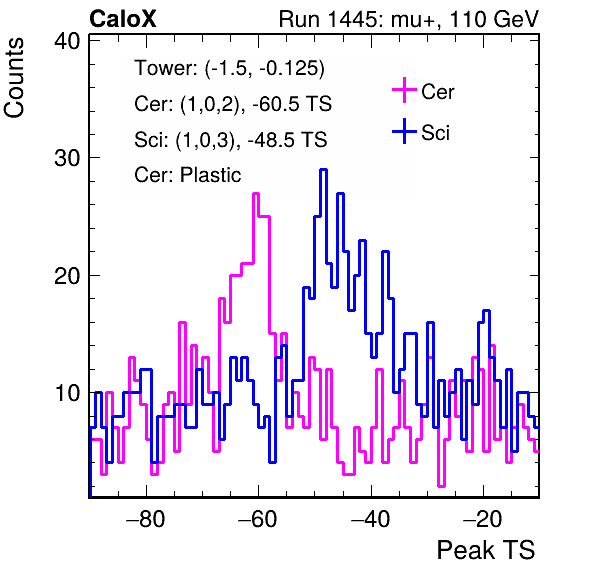 CaloX Run 1445: mu+, 110 GeV
Counts
40
30
20
10
Tower: (-1.5, -0.125)
Cer: (1,0,2), -60.5 TS
Sci: (1,0,3), -48.5 TS
Cer: Plastic
Cer
Sci
−80 −60 −40 −20
Peak TS